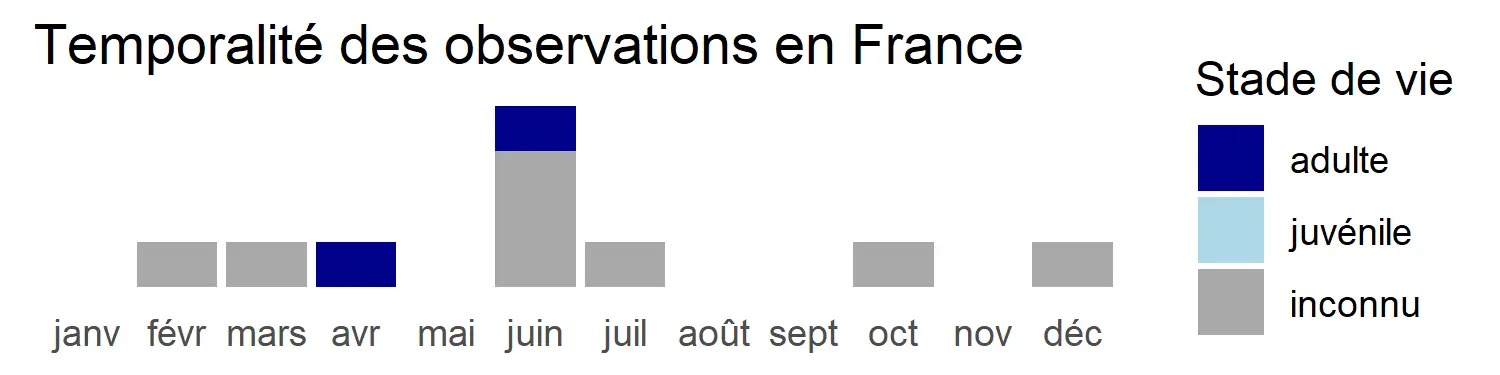 Temporalité des observations en France
janv févr mars avr mai juin juil août sept oct nov déc
Stade de vie
adulte
juvénile
inconnu